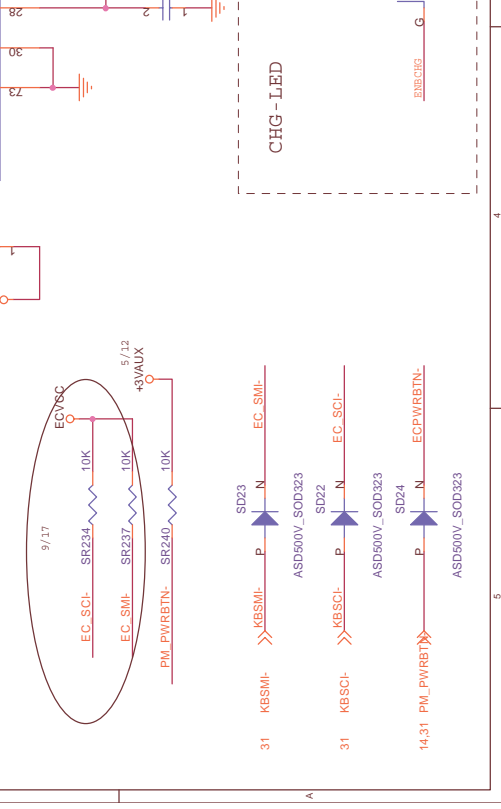 28
30
73
2
1
1
G
ENBCHG
CHG-LED
4
5/12
+3VAUX
ECVCC
9/17
10K
SR234
EC_SCI-
10K
SR237
EC_SMI-
10K
SR240
PM_PWRBTN-
EC_SMI-
N
SD23
P
ASD500V_SOD323
KBSMI-
KBSMI-
31
EC_SCI-
N
SD22
P
ASD500V_SOD323
KBSCI-
KBSCI-
31
ECPWRBTN-
N
SD24
P
ASD500V_SOD323
PM_PWRBTN-
14,31
5
A